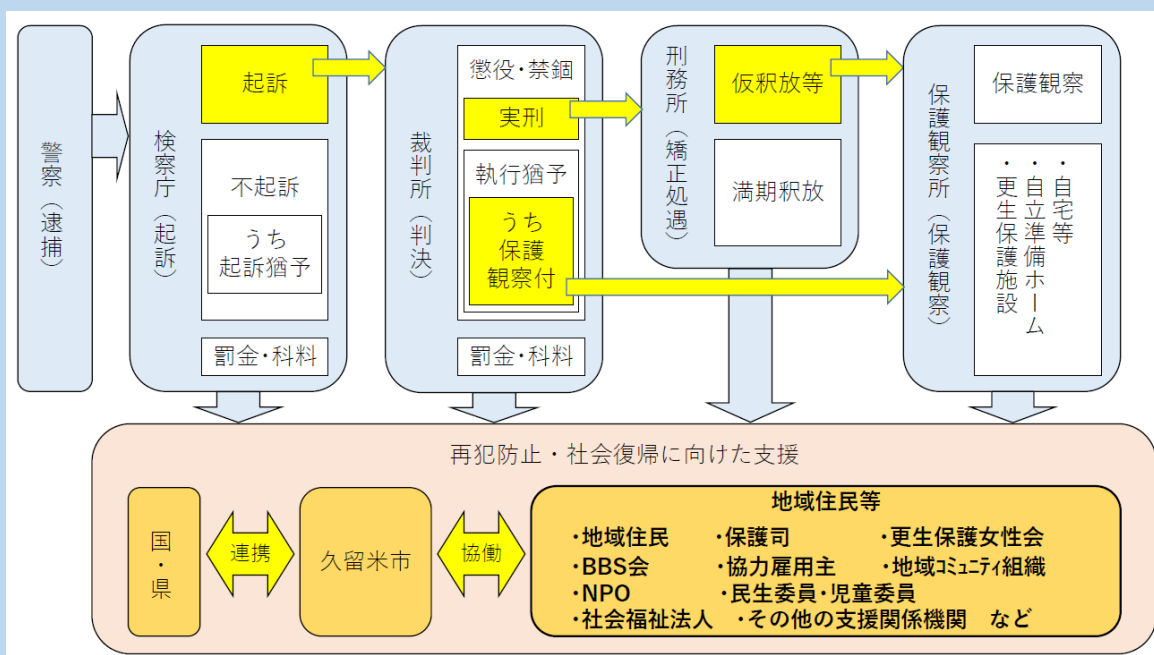 警察（逮捕）
検察庁（起訴）
起訴
不起訴
うち
起訴猶予
罰金・科料
裁判所（判決）
懲役・禁錮
実刑
執行猶予
うち
保護
観察付
罰金・科料
刑務所（矯正処遇）
仮釈放等
満期釈放
保護観察所（保護観察）
保護観察
・自宅等
・自立準備ホーム
・更生保護施設
再犯防止・社会復帰に向けた支援
国・県
連携
久留米市
協働
地域住民等
・地域住民 ・保護司 ・更生保護女性会
・BBS会 ・協力雇用主 ・地域ｺﾐｭﾆﾃｨ組織
・NPO ・民生委員・児童委員
・社会福祉法人 ・その他の支援関係機関 など